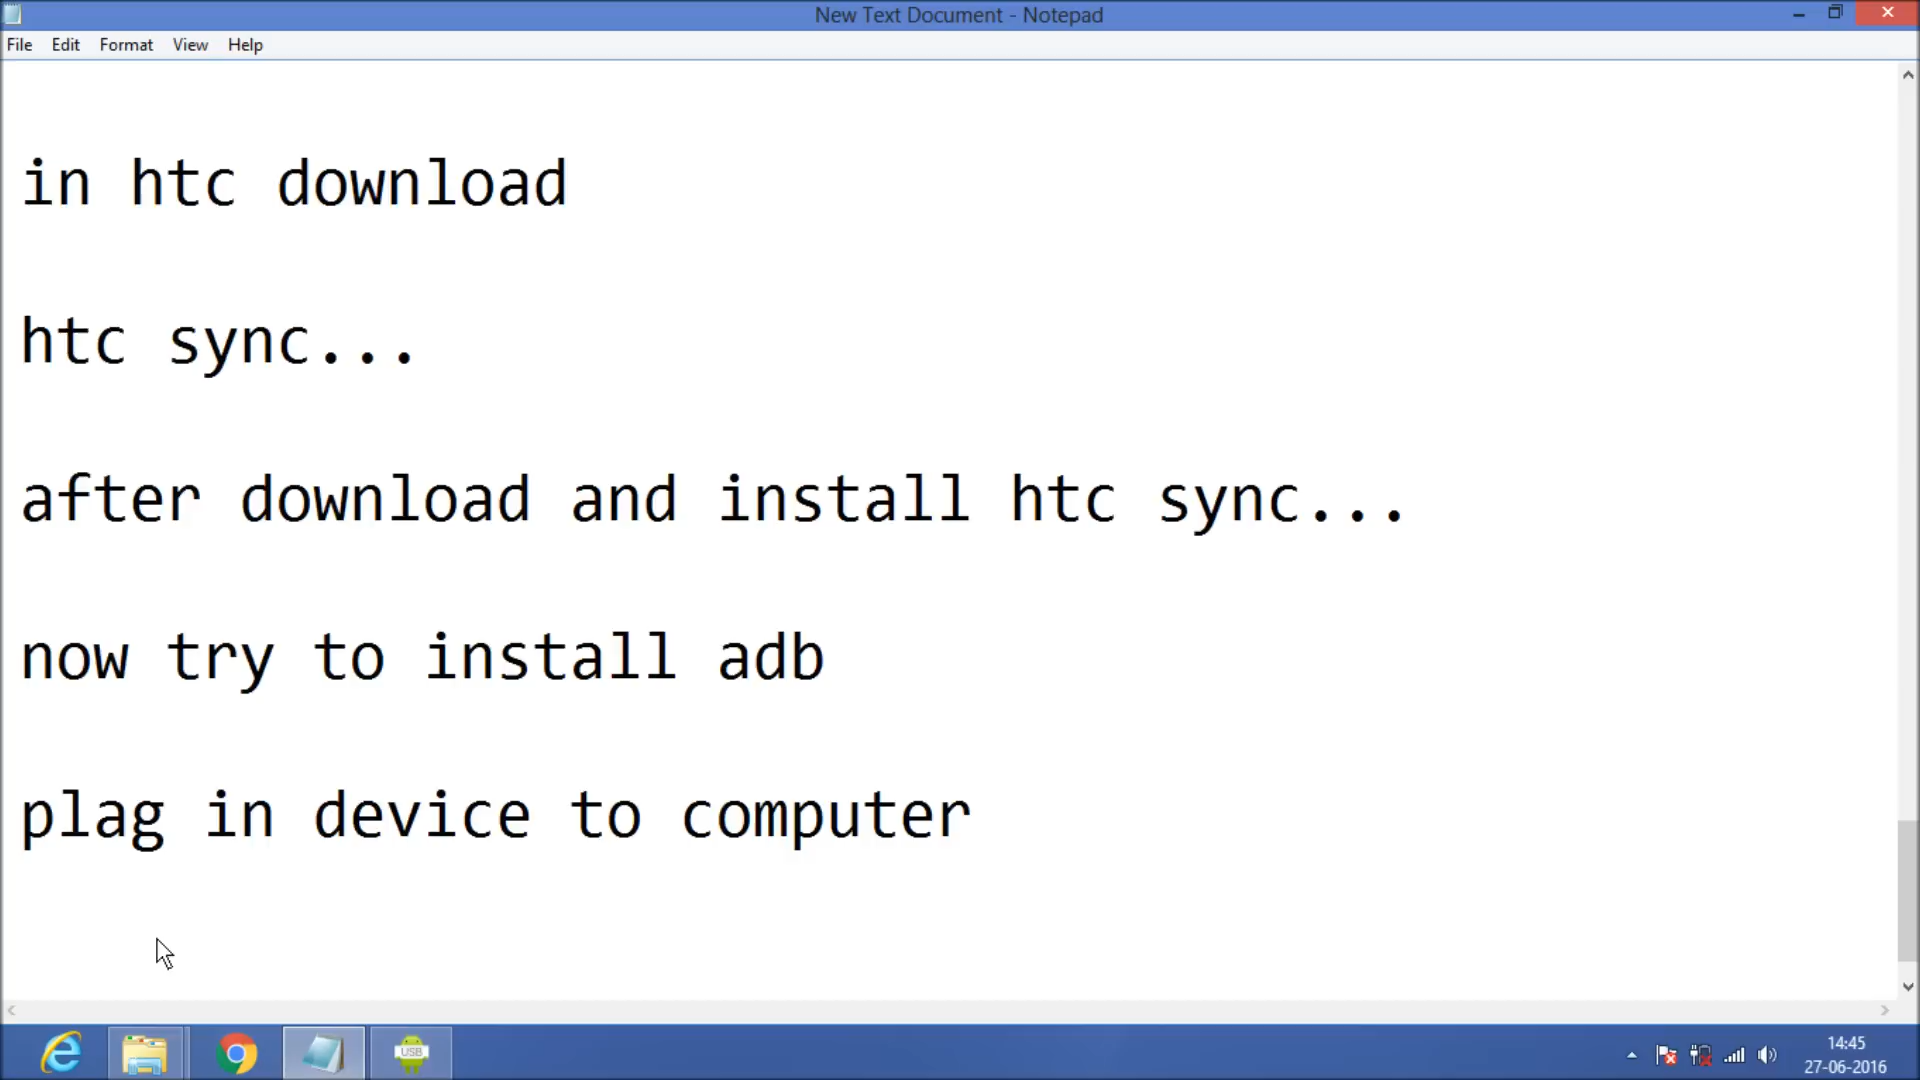 New Text Document - Notepad
File Edit Format View Help
in htc download
htc sync...
after download and install htc sync...
now try to install adb
plag in device to computer
USB
14:45
27-06-2016